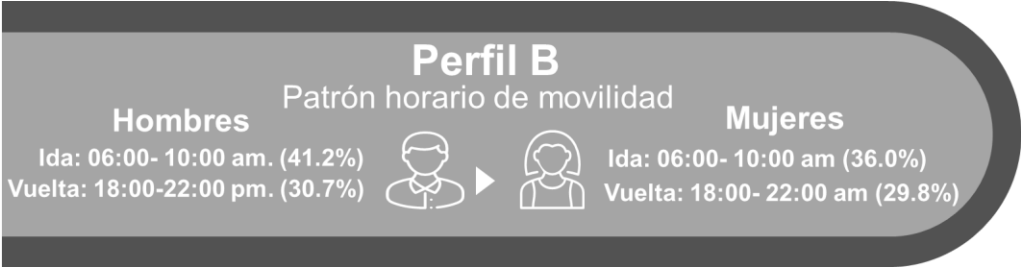 Perfil B
Patrón horario de movilidad
Hombres
Ida: 06:00- 10:00 am. (41.2%)
Vuelta: 18:00-22:00 pm. (30.7%)
Mujeres
Ida: 06:00- 10:00 am (36.0%)
Vuelta: 18:00- 22:00 am (29.8%)